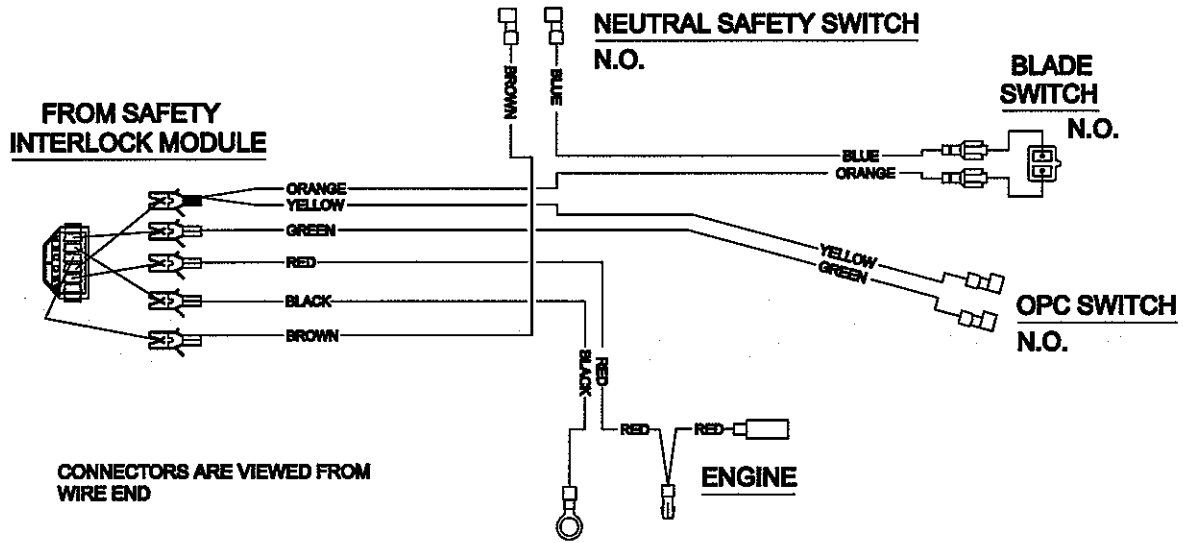 NEUTRAL SAFETY SWITCH
N.O.
BROWN
BLUE
BLADE
SWITCH
N.O.
FROM SAFETY
INTERLOCK MODULE
BLUE
ORANGE
ORANGE
YELLOW
GREEN
YELLOW
GREEN
RED
BLACK
BROWN
OPC SWITCH
N.O.
BLACK
RED
RED
RED
ENGINE
CONNECTORS ARE VIEWED FROM
WIRE END